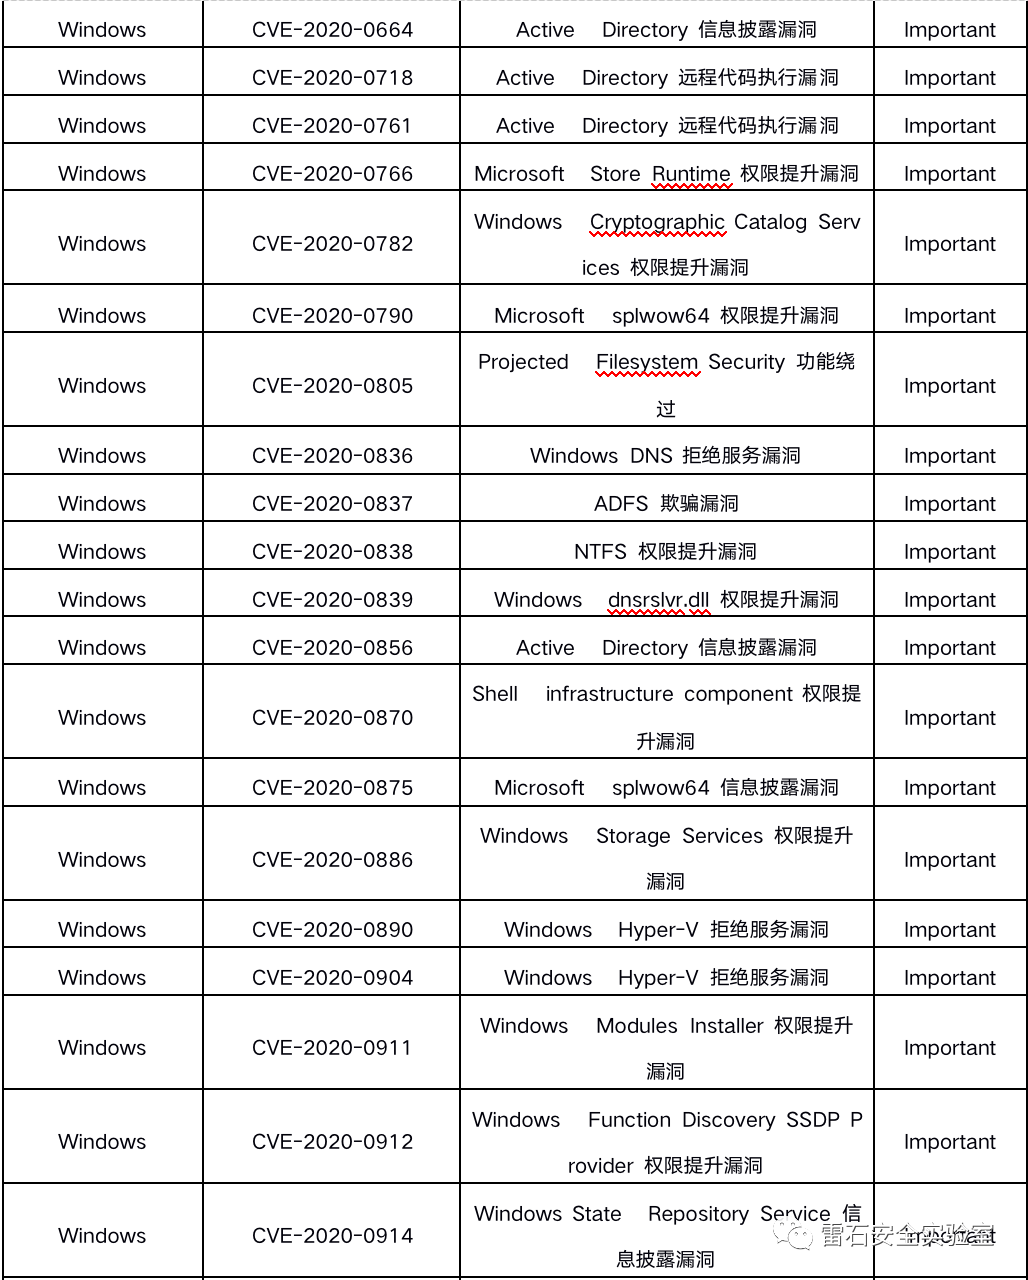 Windows CVE-2020-0664 Active Directory 信息披露漏洞 Important
Windows CVE-2020-0718 Active Directory 远程代码执行漏洞 Important
Windows CVE-2020-0761 Active Directory 远程代码执行漏洞 Important
Windows CVE-2020-0766 Microsoft Store Runtime 权限提升漏洞 Important
Windows CVE-2020-0782 Windows Cryptographic Catalog Serv
ices 权限提升漏洞 Important
Windows CVE-2020-0790 Microsoft splwow64 权限提升漏洞 Important
Windows CVE-2020-0805 Projected Filesystem Security 功能绕
过 Important
Windows CVE-2020-0836 Windows DNS 拒绝服务漏洞 Important
Windows CVE-2020-0837 ADFS 欺骗漏洞 Important
Windows CVE-2020-0838 NTFS 权限提升漏洞 Important
Windows CVE-2020-0839 Windows dnsrslvr.dll 权限提升漏洞 Important
Windows CVE-2020-0856 Active Directory 信息披露漏洞 Important
Windows CVE-2020-0870 Shell infrastructure component 权限提
升漏洞 Important
Windows CVE-2020-0875 Microsoft splwow64 信息披露漏洞 Important
Windows CVE-2020-0886 Windows Storage Services 权限提升
漏洞 Important
Windows CVE-2020-0890 Windows Hyper-V 拒绝服务漏洞 Important
Windows CVE-2020-0904 Windows Hyper-V 拒绝服务漏洞 Important
Windows CVE-2020-0911 Windows Modules Installer 权限提升
漏洞 Important
Windows CVE-2020-0912 Windows Function Discovery SSDP P
rovider 权限提升漏洞 Important
Windows CVE-2020-0914 Windows State Repository Service 信
息披露漏洞 Important
雷石安全实验室